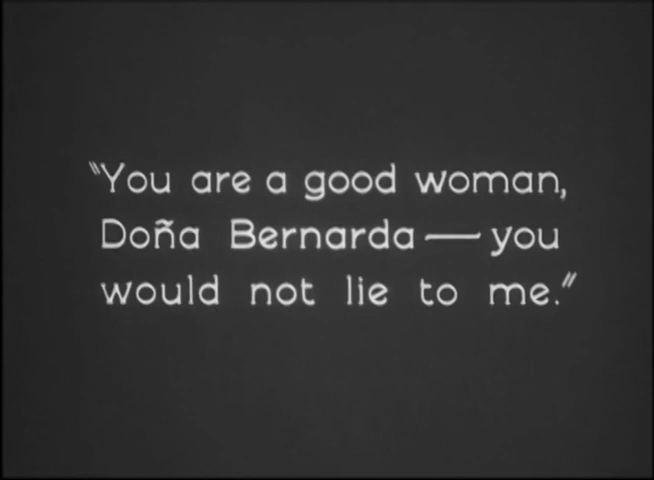 "You are a good woman,
Doña Bernarda — you
would not lie to me."